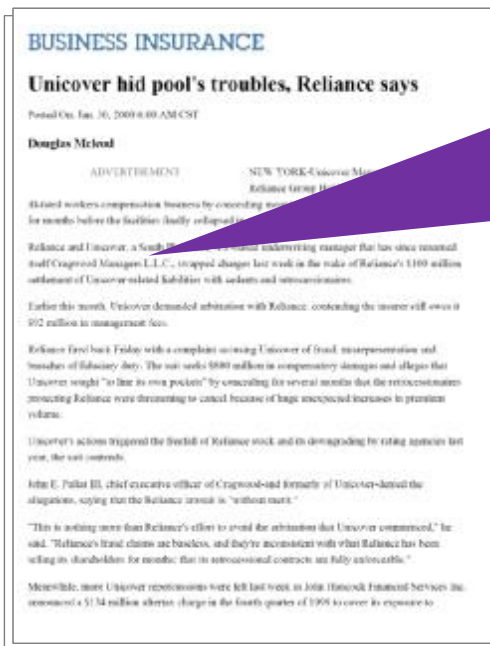 BUSINESS INSURANCE
Unicover hid pool's troubles, Reliance says
Posted On: Jan. 30, 2000 6:00 AM CST
Douglas McLeod
ADVERTISEMENT
NEW YORK-Unicover
Reliance Group
workers compensation business by concealing
for months before the facilities finally collapsed
Reliance and Unicover, a South underwriting manager that has since renamed
itself Cragwood Managers L.L.C., swapped charges last week in the wake of Reliance's $100 million
settlement of Unicover-related liabilities with cedents and retrocessionaires.
Earlier this month, Unicover demanded arbitration with Reliance, contending the insurer still owes it
$92 million in management fees.
Reliance fired back Friday with a complaint accusing Unicover of fraud, misrepresentation and
breaches of fiduciary duty. The suit seeks $800 million in compensatory damages and alleges that
Unicover sought "to line its own pockets" by concealing for several months that the retrocessionaires
protecting Reliance were threatening to cancel because of huge unexpected increases in premium
volume.
Unicover's actions triggered the freefall of Reliance stock and its downgrading by rating agencies last
year, the suit contends.
John E. Pallat III, chief executive officer of Cragwood-and formerly of Unicover-denied the
allegations, saying that the Reliance lawsuit is "without merit."
"This is nothing more than Reliance's effort to avoid the arbitration that Unicover commenced," he
said. "Reliance's fraud claims are baseless, and they're inconsistent with what Reliance has been
telling its shareholders for months: that its retrocessional contracts are fully enforceable."
Meanwhile, more Unicover repercussions were felt last week as John Hancock Financial Services Inc.
announced a $134 million aftertax charge in the fourth quarter of 1999 to cover its exposure to